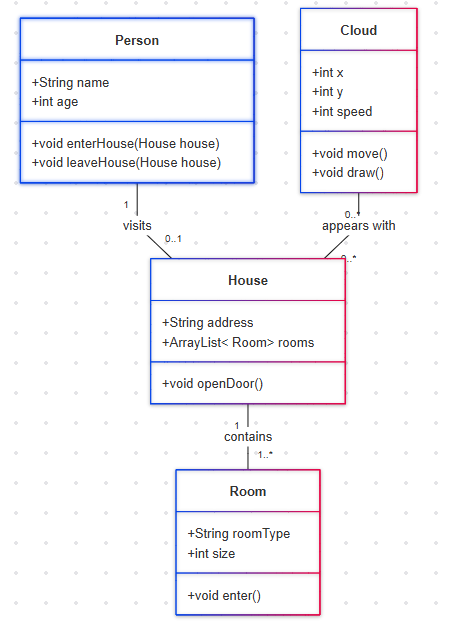 Person
+String name
+int age
+void enterHouse(House house)
+void leaveHouse(House house)
Cloud
+int x
+int y
+int speed
+void move()
+void draw()
1
visits
0..1
appears with
House
+String address
+ArrayList< Room> rooms
+void openDoor()
1
contains
1..*
Room
+String roomType
+int size
+void enter()